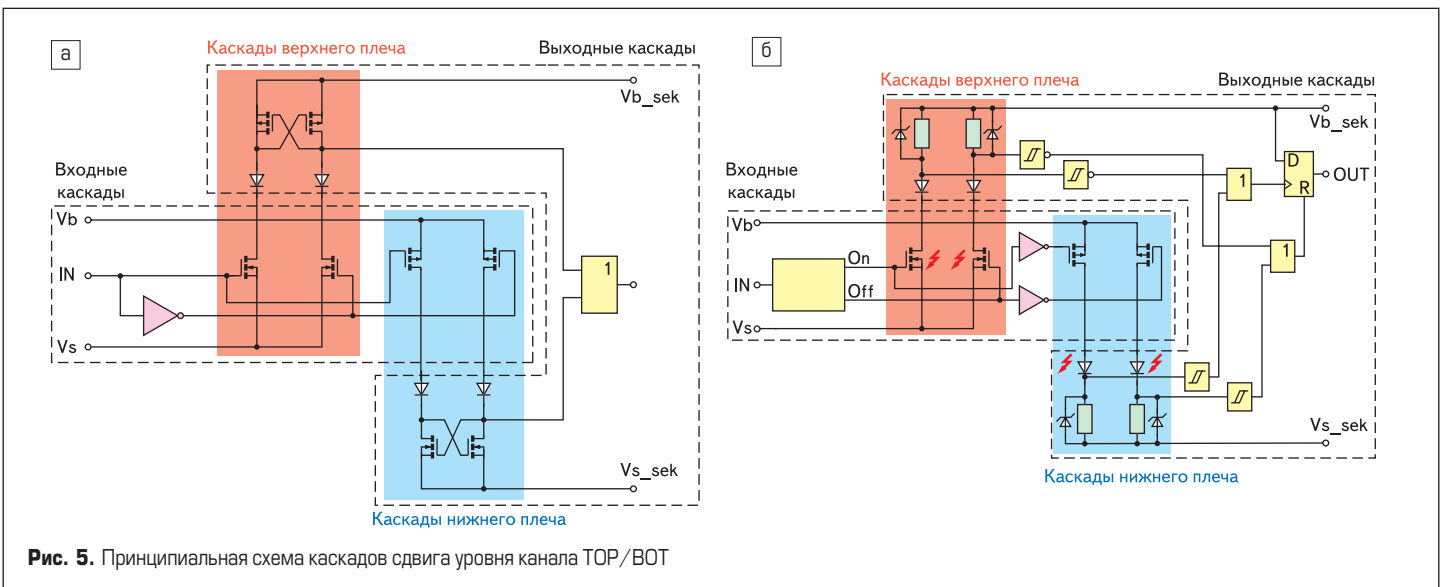 а
Каскады верхнего плеча
Выходные каскады
Vb_sek
Входные
каскады
Vb
IN
Vs
1
Vs_sek
Каскады нижнего плеча
б
Каскады верхнего плеча
Выходные каскады
Vb_sek
Входные
каскады
Vb
IN
On
Off
Vs
1
D
R
OUT
1
Vs_sek
Каскады нижнего плеча
Рис. 5. Принципиальная схема каскадов сдвига уровня канала TOP/BOT